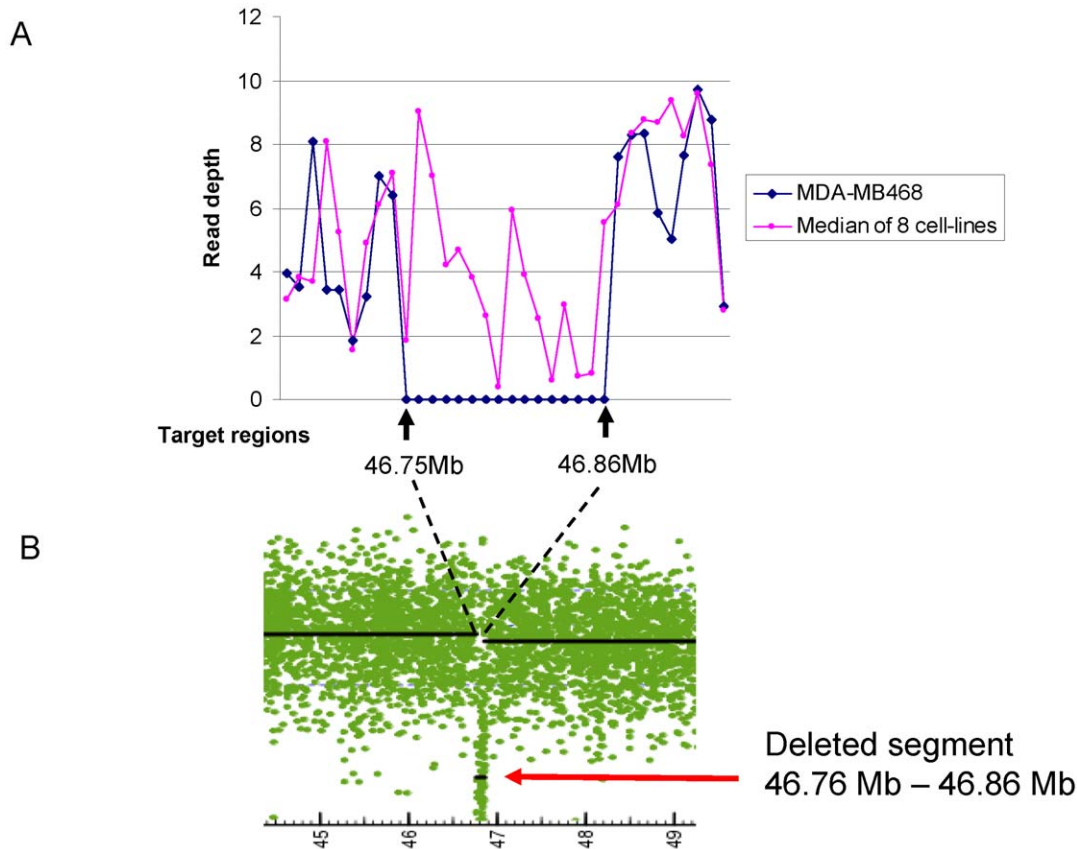 A
12
10
8
6
4
2
0
Read depth
MDA-MB468
Median of 8 cell-lines
Target regions
46.75Mb
46.86Mb
B
Deleted segment
46.76 Mb – 46.86 Mb
45
46
47
48
49